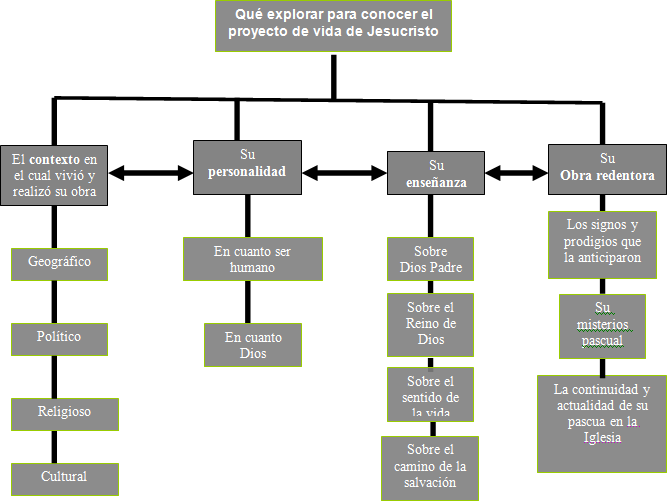 Qué explorar para conocer el
proyecto de vida de Jesucristo
El contexto en
el cual vivió y
realizó su obra
Su
personalidad
Su
enseñanza
Su
Obra redentora
Geográfico
Político
Religioso
Cultural
En cuanto ser
humano
En cuanto
Dios
Sobre
Dios Padre
Sobre el
Reino de
Dios
Sobre el
sentido de
la vida
Sobre el
camino de la
salvación
Los signos y
prodigios que
la anticiparon
Su
misterios
pascual
La continuidad y
actualidad de su
pascua en la
Iglesia